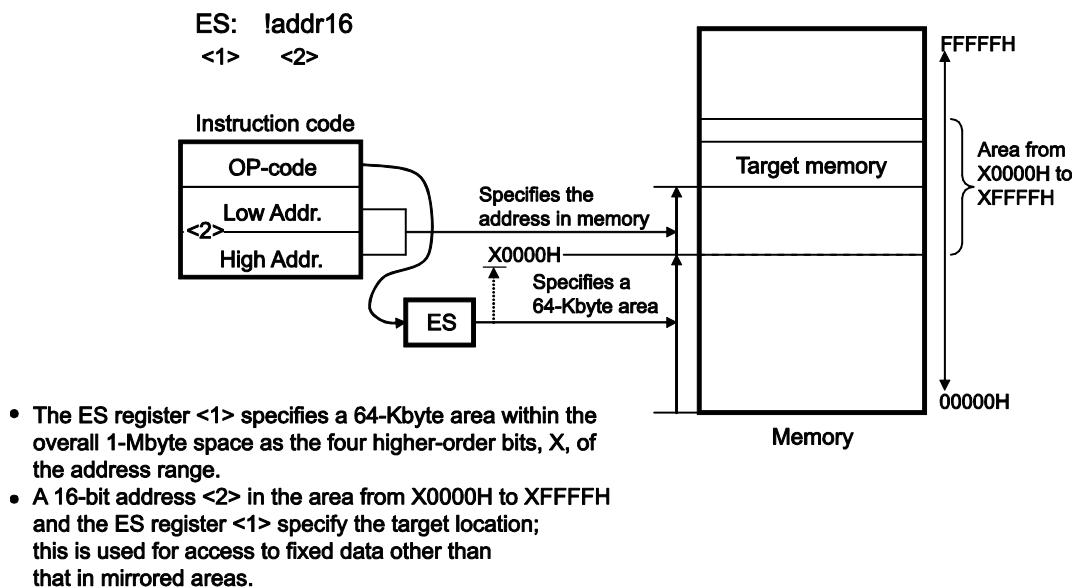 ES: !addr16
<1> <2>
Instruction code
OP-code
Low Addr.
<2>
High Addr.
ES
Specifies the
address in memory
X0000H
Specifies a
64-Kbyte area
FFFFFH
Target memory
Area from
X0000H to
XFFFFH
00000H
Memory
• The ES register <1> specifies a 64-Kbyte area within the
overall 1-Mbyte space as the four higher-order bits, X, of
the address range.
• A 16-bit address <2> in the area from X0000H to XFFFFH
and the ES register <1> specify the target location;
this is used for access to fixed data other than
that in mirrored areas.